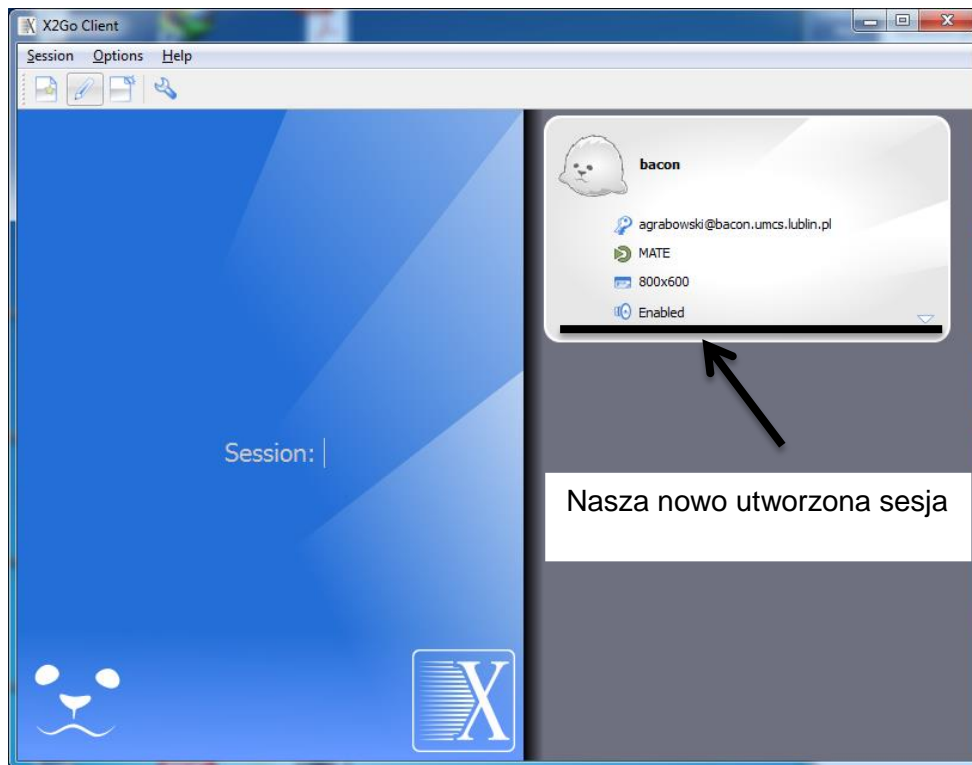 X2Go Client
Session Options Help
bacon
agrabowski@bacon.umcs.lublin.pl
MATE
800x600
Enabled
Session:
Nasza nowo utworzona sesja
X